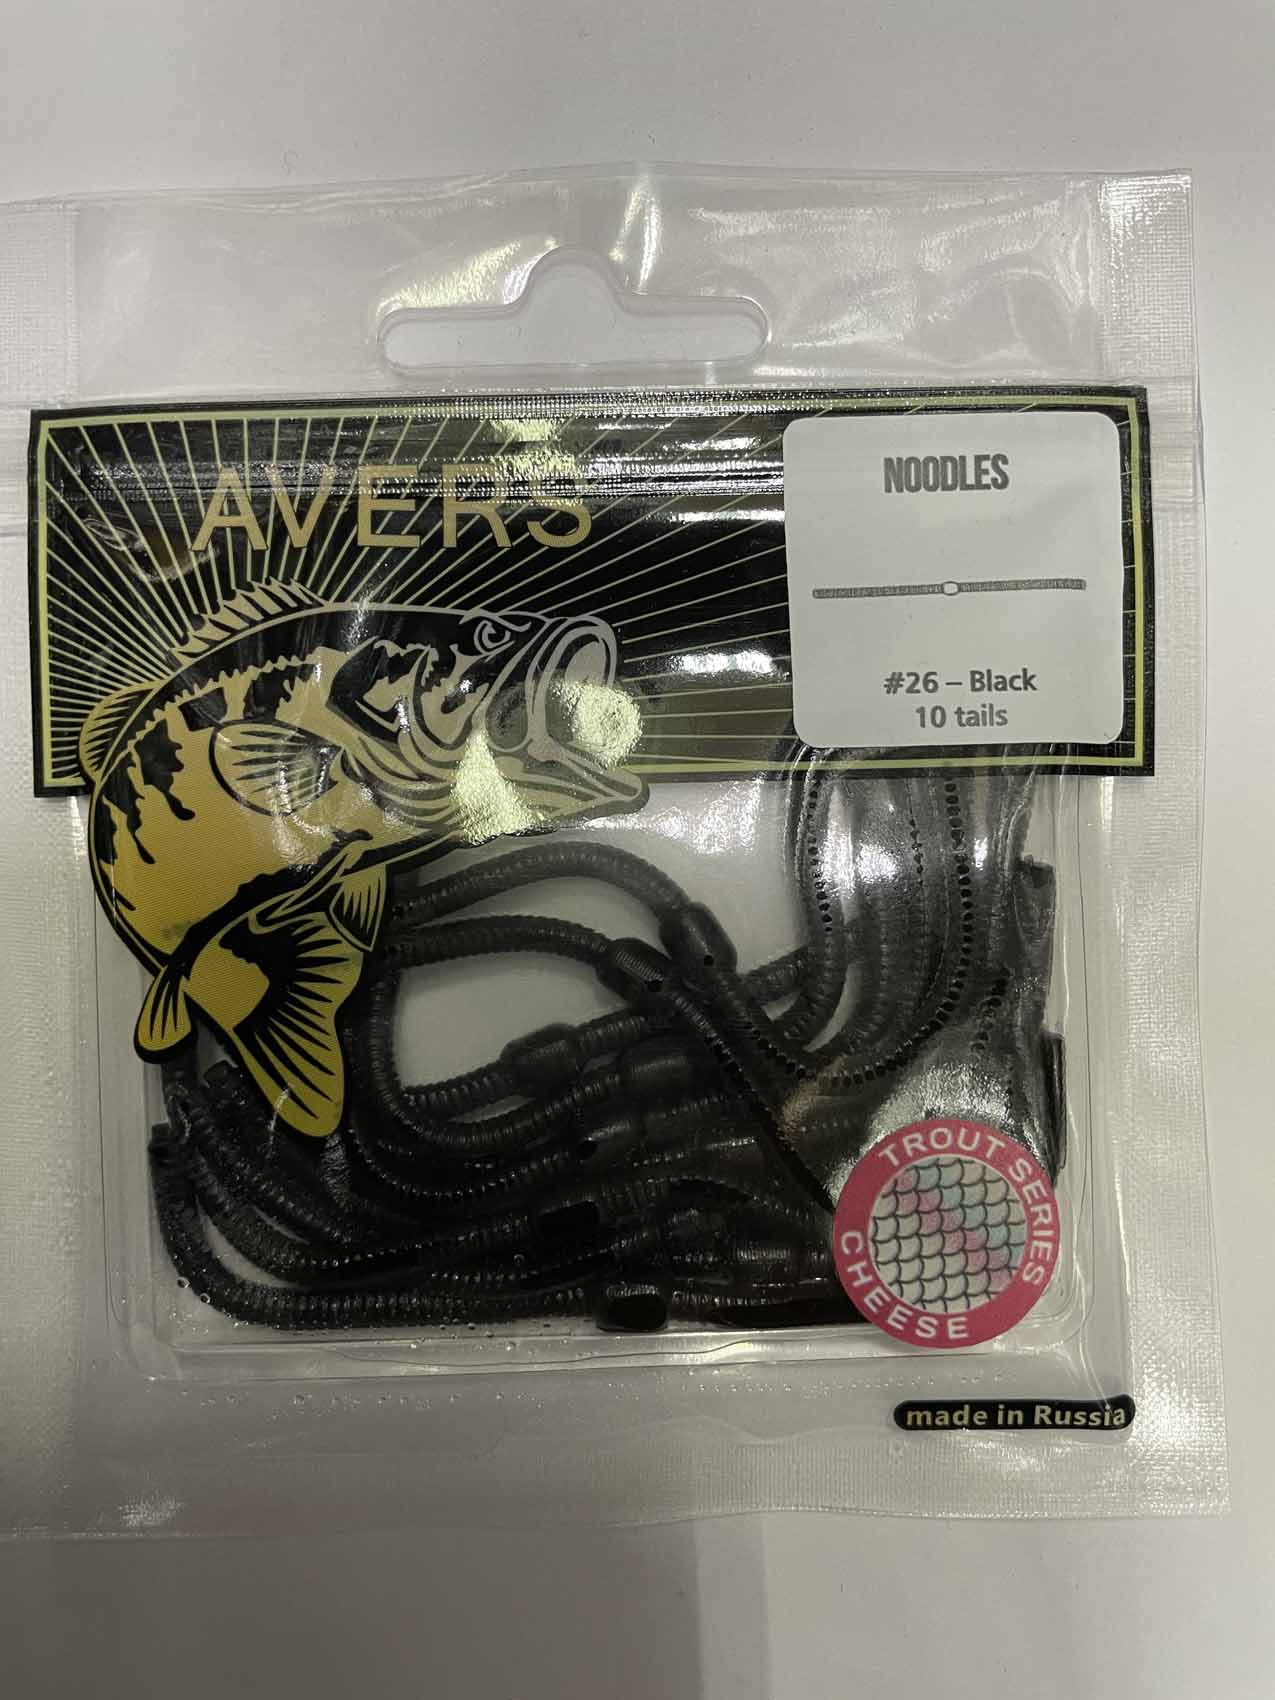 AVERS
NOODLES
#26 – Black
10 tails
TROUT SERIES
CHEESE
made in Russia